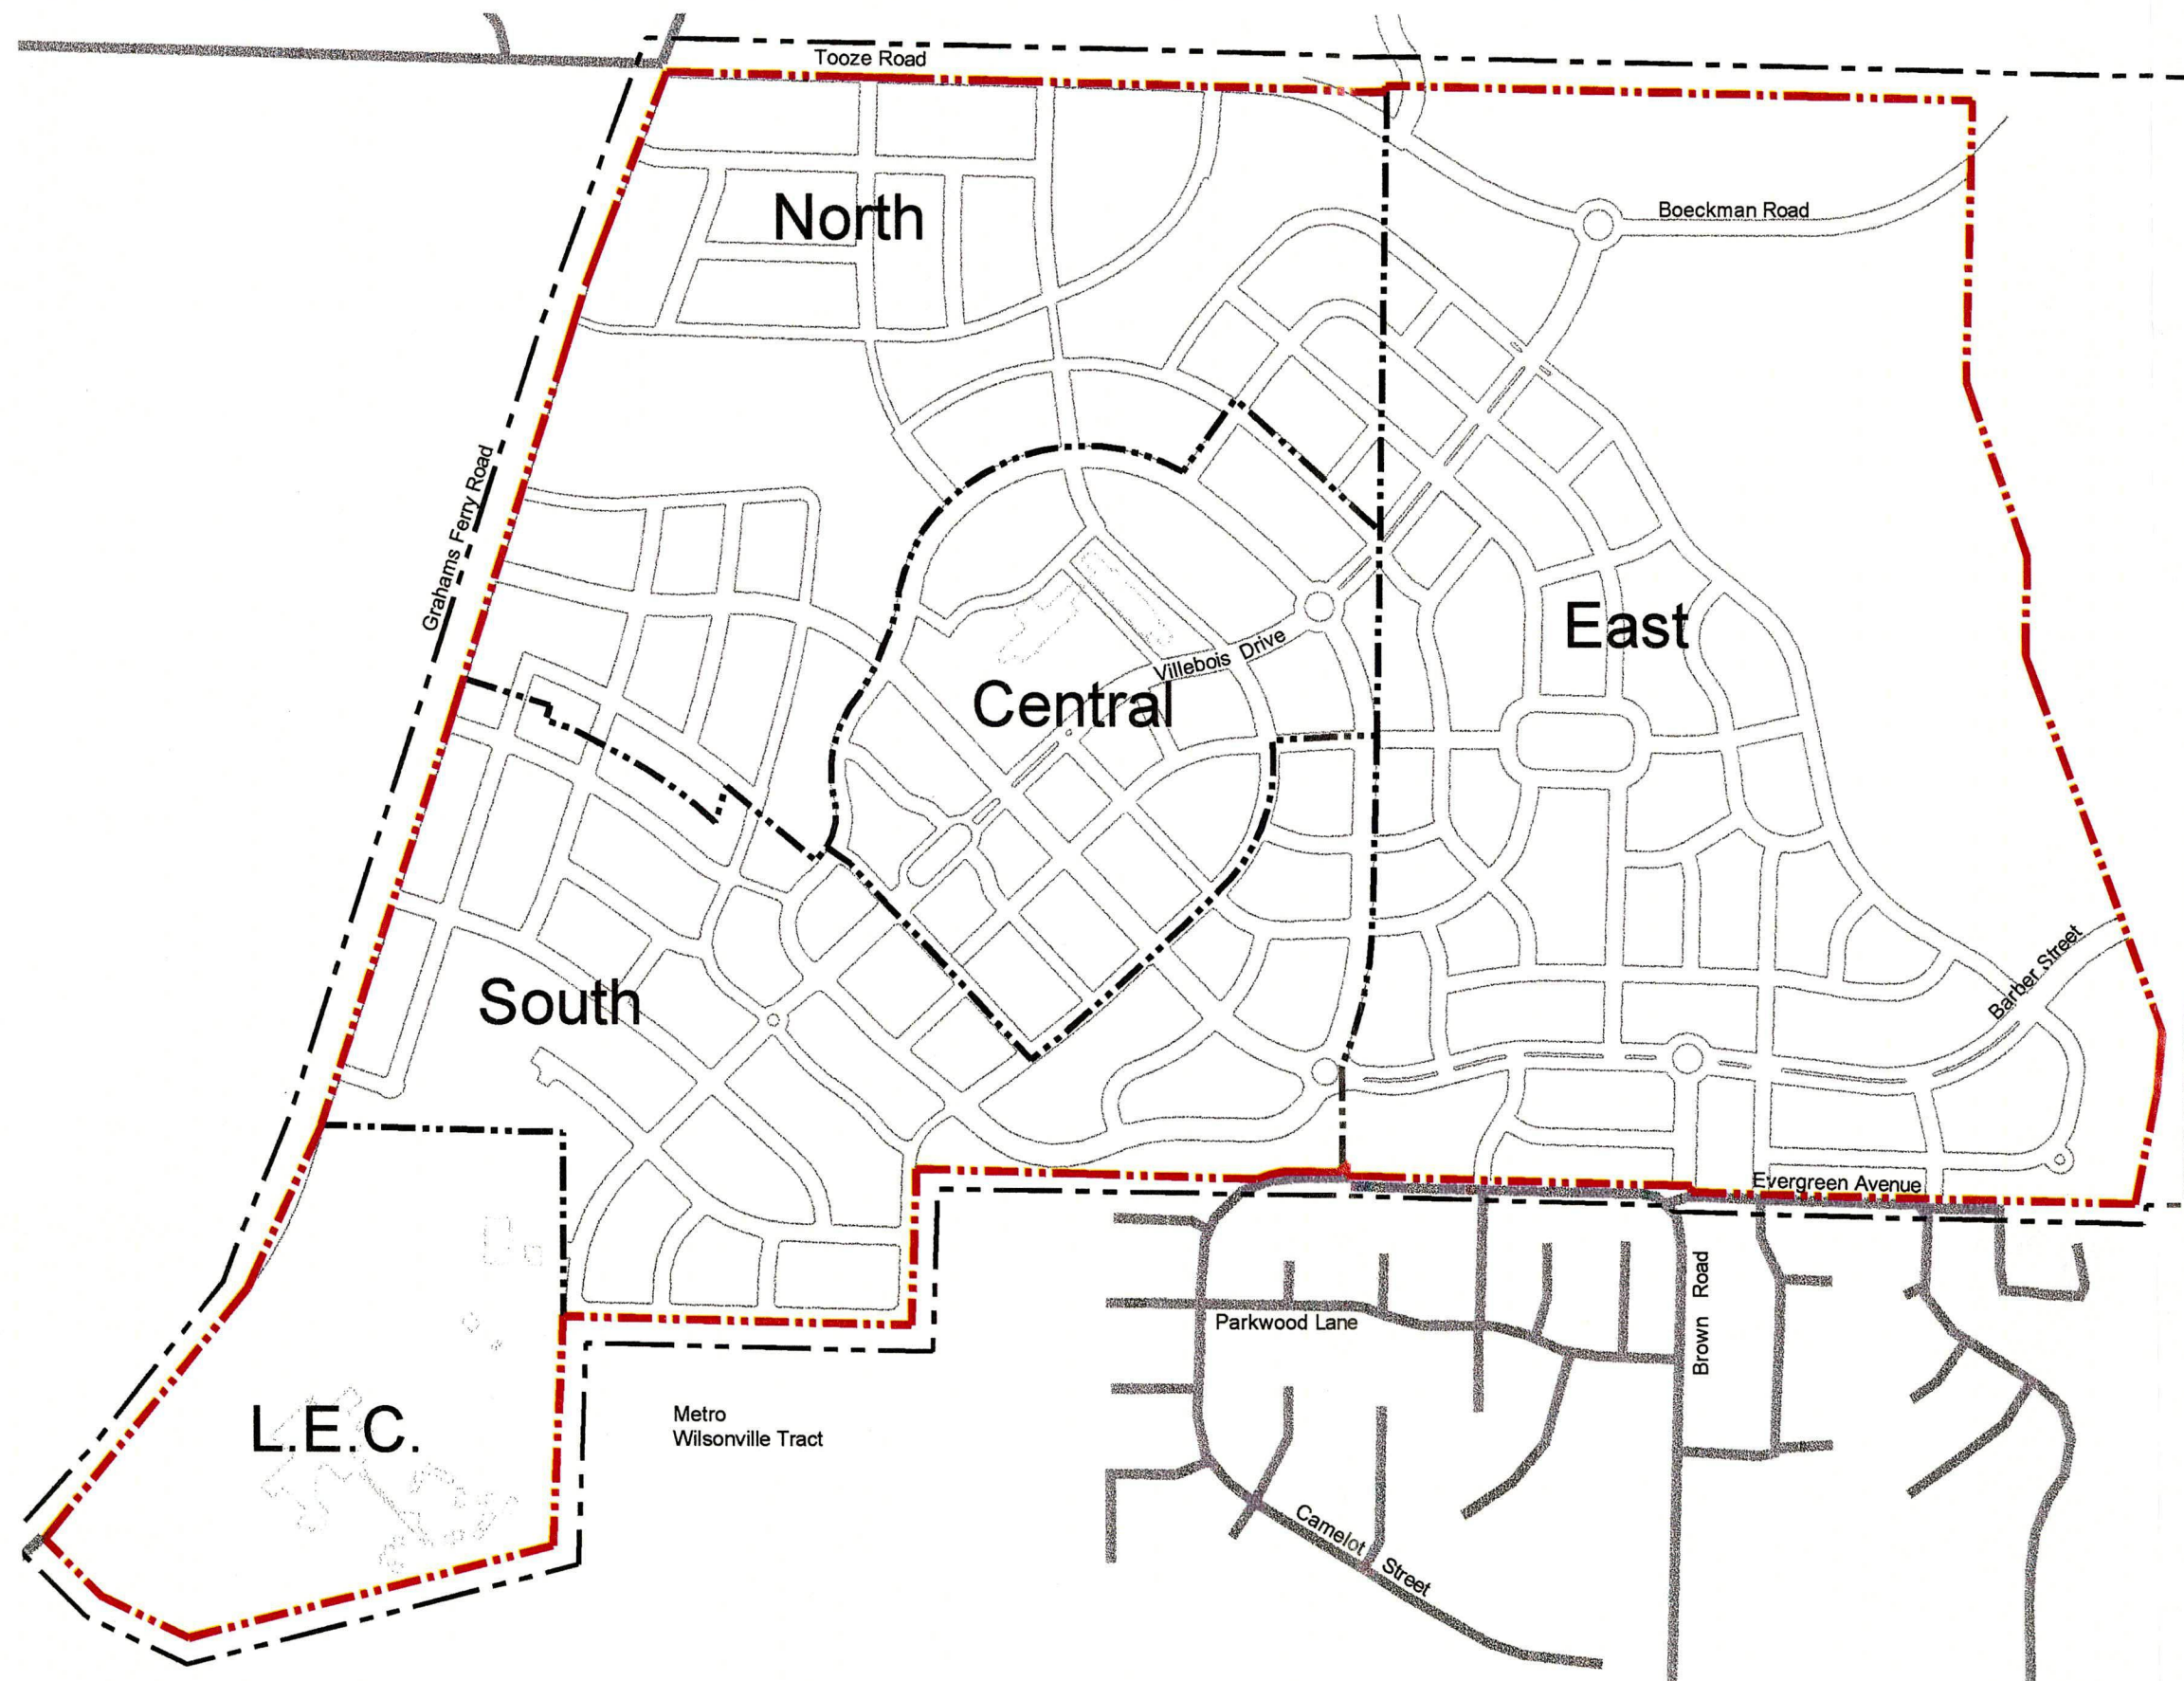 Tooze Road
North
Boeckman Road
Grahams Ferry Road
East
Villebois Drive
Central
South
Barber Street
Evergreen Avenue
Parkwood Lane
Brown Road
L.E.C.
Metro
Wilsonville Tract
Camelot Street